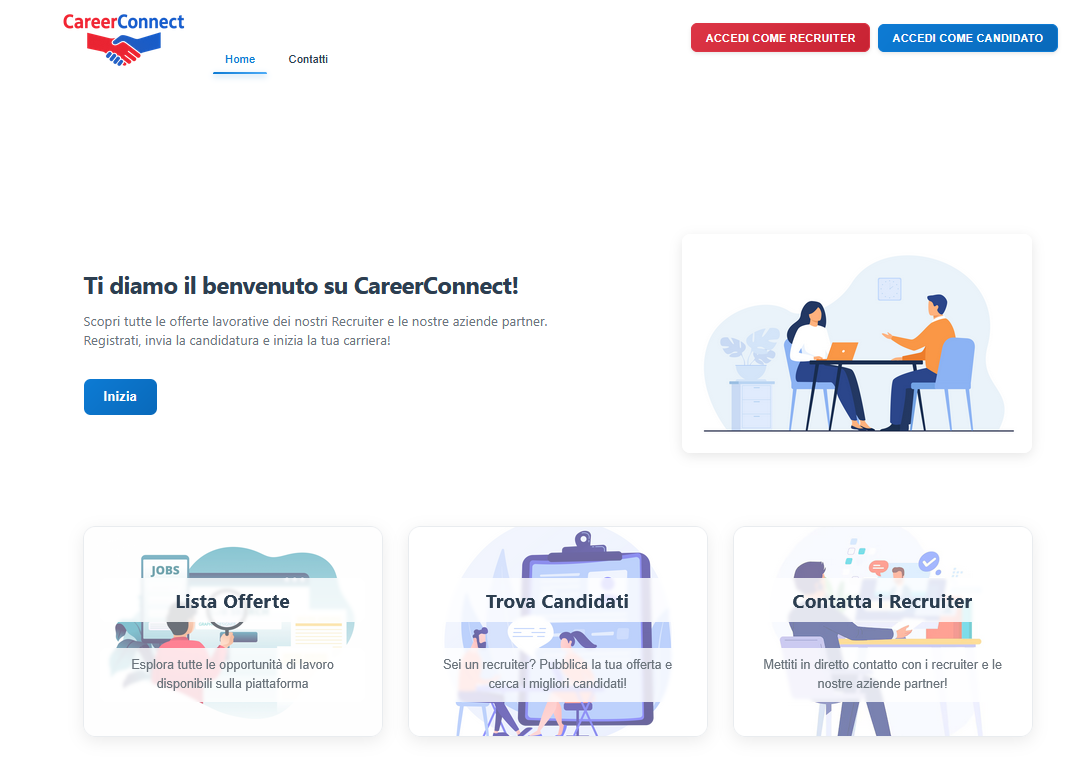 CareerConnect
Home
Contatti
ACCEDI COME RECRUITER
ACCEDI COME CANDIDATO
Ti diamo il benvenuto su CareerConnect!
Scopri tutte le offerte lavorative dei nostri Recruiter e le nostre aziende partner.
Registrati, invia la candidatura e inizia la tua carriera!
Inizia
JOBS
Lista Offerte
Esplora tutte le opportunità di lavoro
disponibili sulla piattaforma
Trova Candidati
Sei un recruiter? Pubblica la tua offerta e
cerca i migliori candidati!
Contatta i Recruiter
Mettiti in diretto contatto con i recruiter e le
nostre aziende partner!